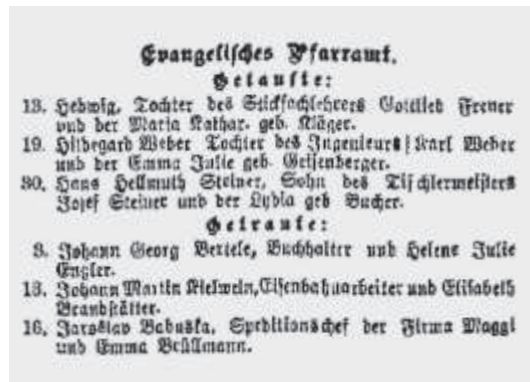 Evangelisches Pfarramt.
Getaufte:
13. Hedwig, Tochter des Stickfachlehrers Gottlieb Frener
und der Maria Kathar. geb. Kläger.
19. Hildegard Weber Tochter des Ingenieurs Karl Weber
und der Emma Julie geb. Geisenberger.
30. Hans Hellmuth Steiner, Sohn des Tischlermeisters
Josef Steiner und der Lydia geb Bucher.
Getraute:
3. Johann Georg Bertele, Buchhalter und Helene Julie
Engler.
13. Johann Martin Kielwein, Eisenbahnarbeiter und Elisabeth
Brandstätter.
16. Jaroslav Babuska, Speditionschef der Firma Maggi
und Emma Brüllmann.